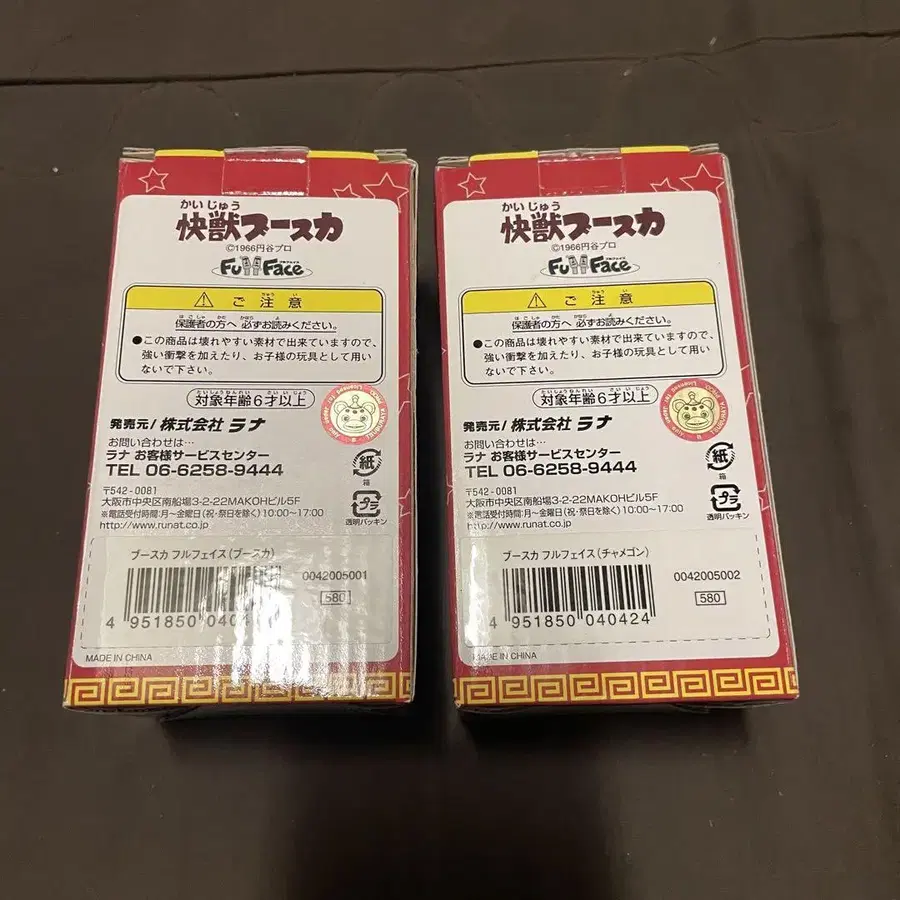 かいじゅう
快獣ブースカ
©1966円谷プロ
Full Face
フルフェイス
⚠ ご注意
保護者の方へ 必ずお読みください。
●この商品は壊れやすい素材で出来ていますので、
強い衝撃を加えたり、お子様の玩具として用い
ないで下さい。
対象年齢6才以上
発売元/株式会社 ラナ
お問い合わせは…
ラナ お客様サービスセンター
TEL 06-6258-9444
紙
箱
プラ
透明パッキン
〒542-0081
大阪市中央区南船場3-2-22MAKOHビル5F
※電話受付時間:月〜金曜日(祝・祭日を除く)10:00〜17:00
http://www.runat.co.jp
ブースカ フルフェイス(ブースカ)
0042005001
580
4 951850 0404
MADE IN CHINA
かいじゅう
快獣ブースカ
©1966円谷プロ
Full Face
フルフェイス
⚠ ご注意
保護者の方へ 必ずお読みください。
●この商品は壊れやすい素材で出来ていますので、
強い衝撃を加えたり、お子様の玩具として用い
ないで下さい。
対象年齢6才以上
発売元/株式会社 ラナ
お問い合わせは…
ラナ お客様サービスセンター
TEL 06-6258-9444
紙
箱
プラ
透明パッキン
〒542-0081
大阪市中央区南船場3-2-22MAKOHビル5F
※電話受付時間:月〜金曜日(祝・祭日を除く)10:00〜17:00
http://www.runat.co.jp
ブースカ フルフェイス(チャメゴン)
0042005002
580
4 951850 040424
MADE IN CHINA